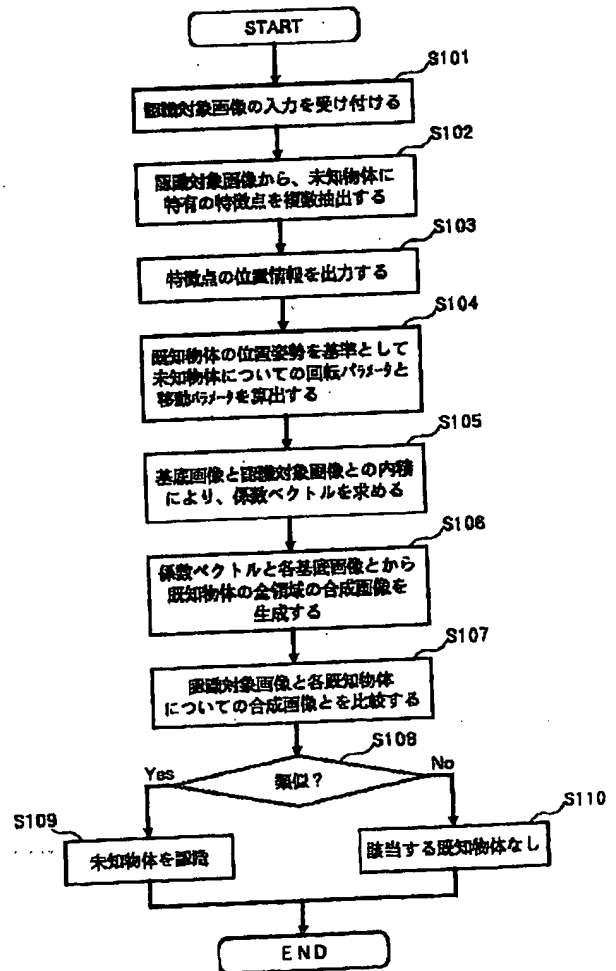 START
S101
認識対象画像の入力を受け付ける
S102
認識対象画像から、未知物体に
特有の特徴点を複数抽出する
S103
特徴点の位置情報を出力する
S104
既知物体の位置姿勢を基準として
未知物体についての回転パラメータと
移動パラメータを算出する
S105
基底画像と認識対象画像との内積
により、係数ベクトルを求める
S106
係数ベクトルと各基底画像とから
既知物体の全領域の合成画像を
生成する
S107
認識対象画像と各既知物体
についての合成画像とを比較する
S108
類似？
Yes
No
S109
未知物体を認識
S110
該当する既知物体なし
END